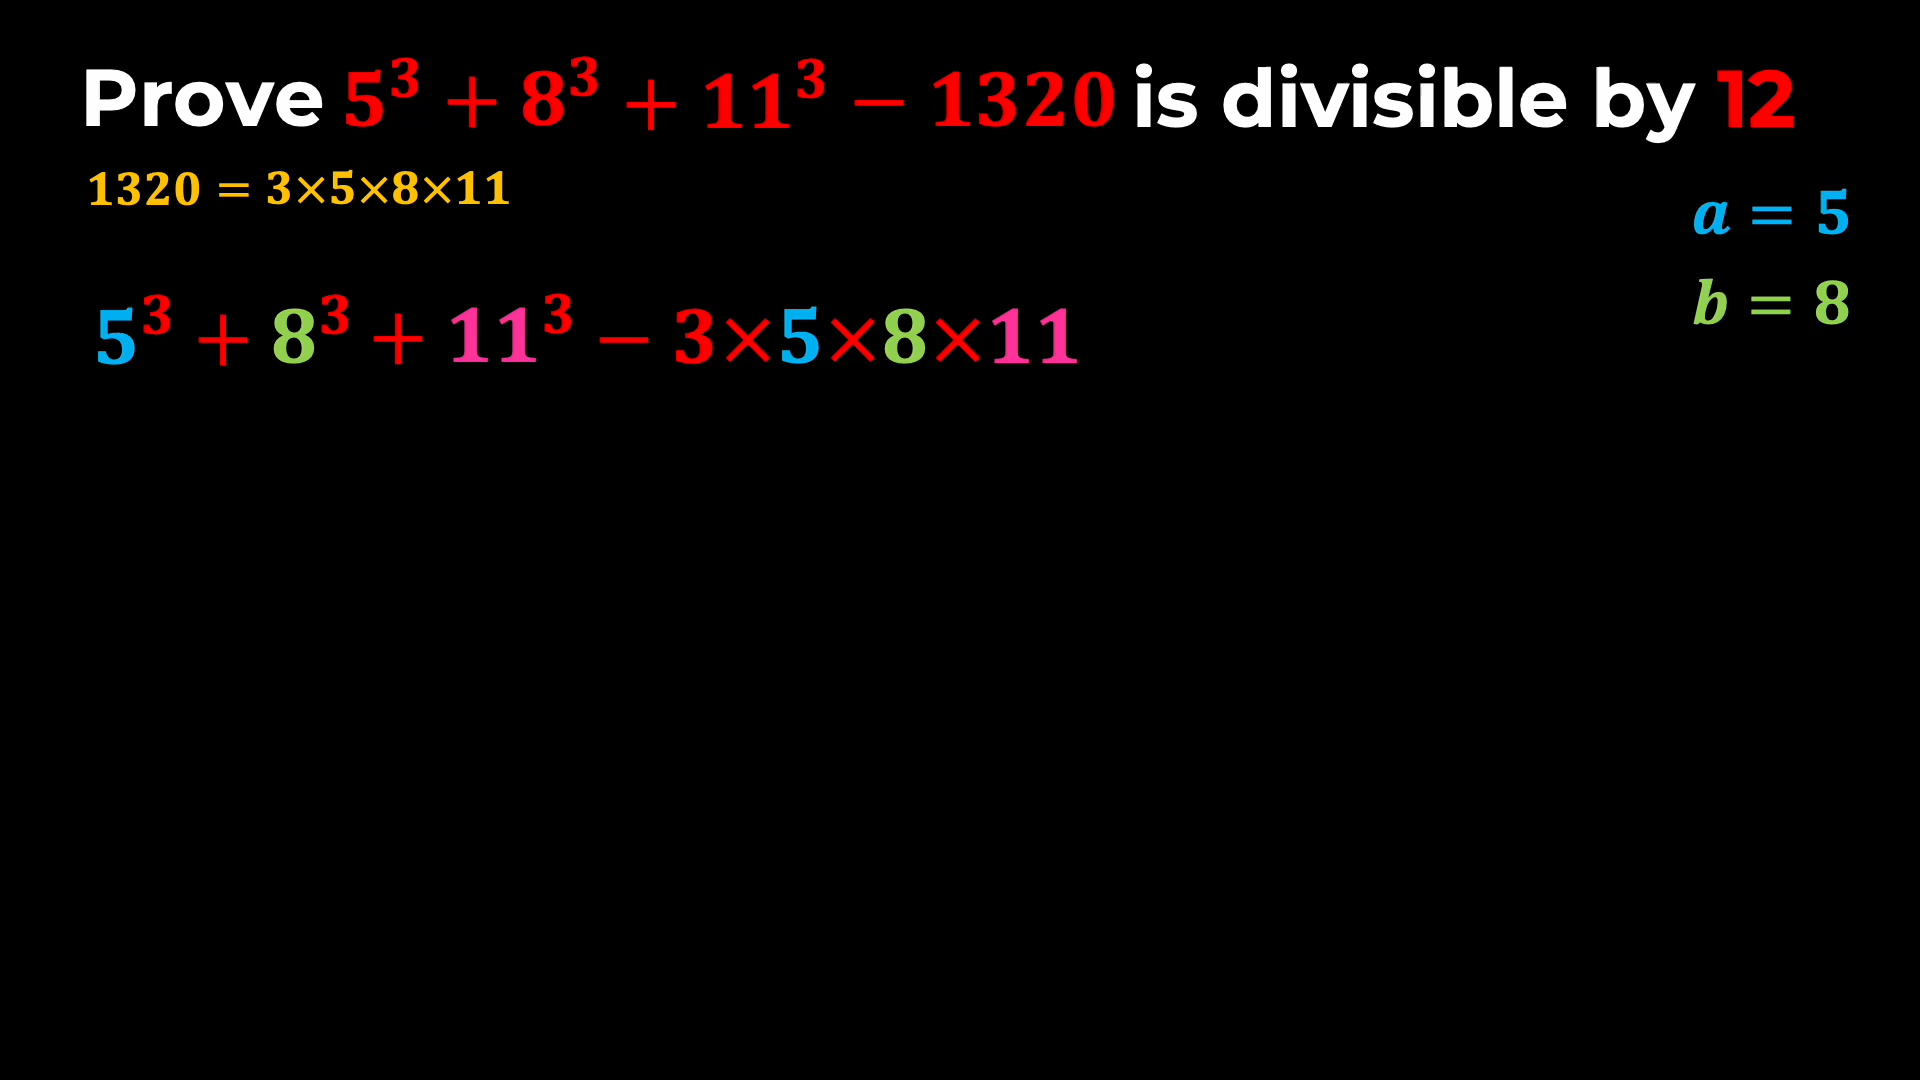 Prove 5³ + 8³ + 11³ − 1320 is divisible by 12
1320 = 3×5×8×11
a = 5
b = 8
5³ + 8³ + 11³ − 3×5×8×11